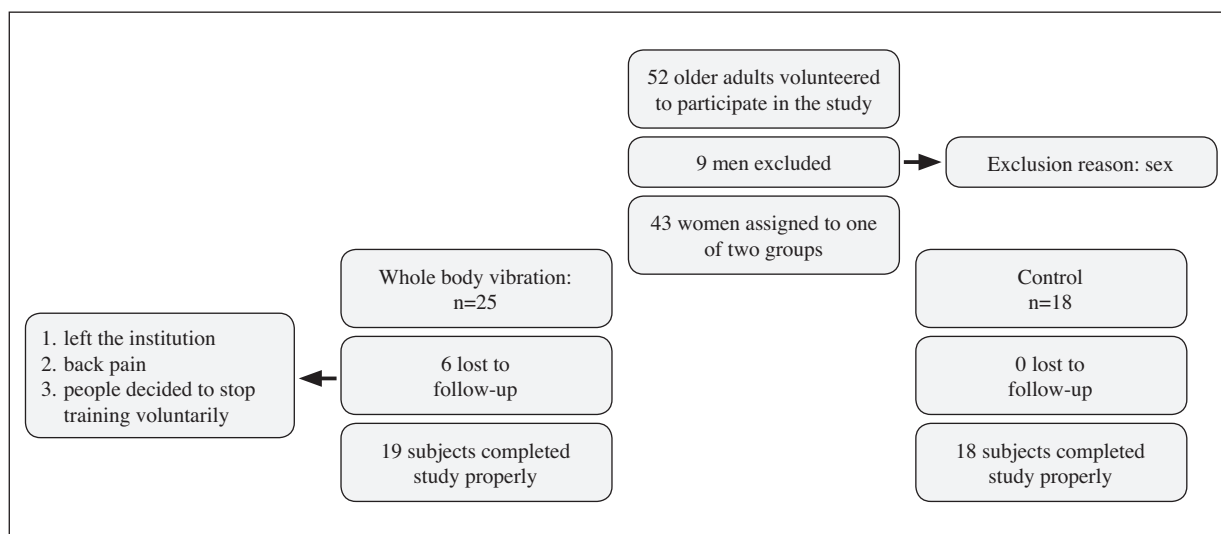 52 older adults volunteered
to participate in the study
9 men excluded
Exclusion reason: sex
43 women assigned to one
of two groups
Whole body vibration:
n=25
Control
n=18
1. left the institution
2. back pain
3. people decided to stop
training voluntarily
6 lost to
follow-up
0 lost to
follow-up
19 subjects completed
study properly
18 subjects completed
study properly